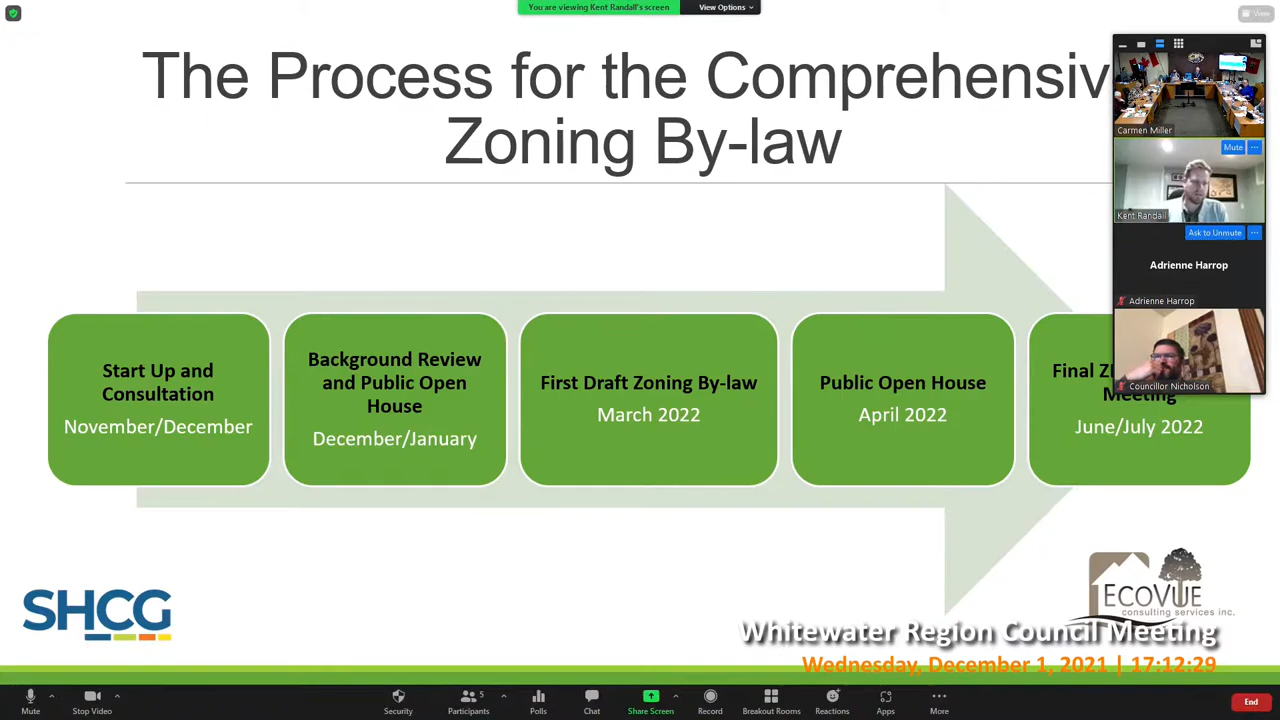 You are viewing Kent Randall's screen
View Options
View
The Process for the Comprehensiv
Zoning By-law
Carmen Miller
Mute
Kent Randall
Ask to Unmute
Adrienne Harrop
Adrienne Harrop
Councillor Nicholson
Start Up and
Consultation
November/December
Background Review
and Public Open
House
December/January
First Draft Zoning By-law
March 2022
Public Open House
April 2022
Final
Meeting
June/July 2022
SHCG
ECOVUE
consulting services inc.
Whitewater Region Council Meeting
Wednesday, December 1, 2021 | 17:12:29
Mute
Stop Video
Security
Participants
5
Polls
Chat
Share Screen
Record
Breakout Rooms
Reactions
Apps
More
End